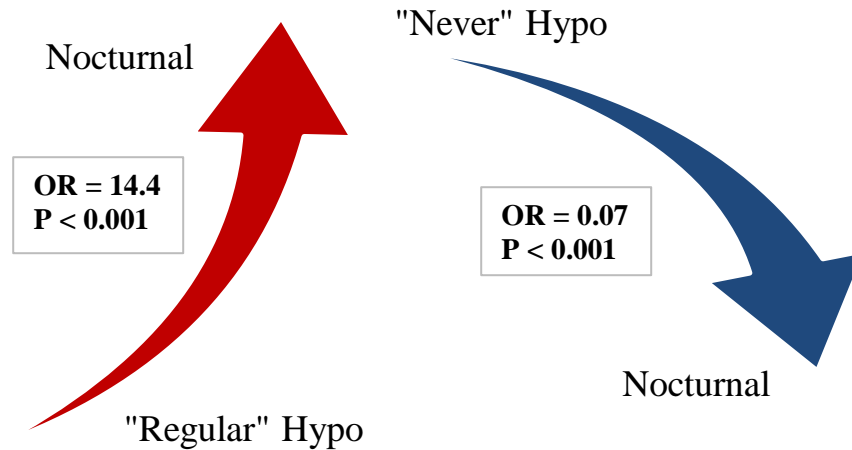 Nocturnal
OR = 14.4
P < 0.001
"Regular" Hypo
"Never" Hypo
OR = 0.07
P < 0.001
Nocturnal